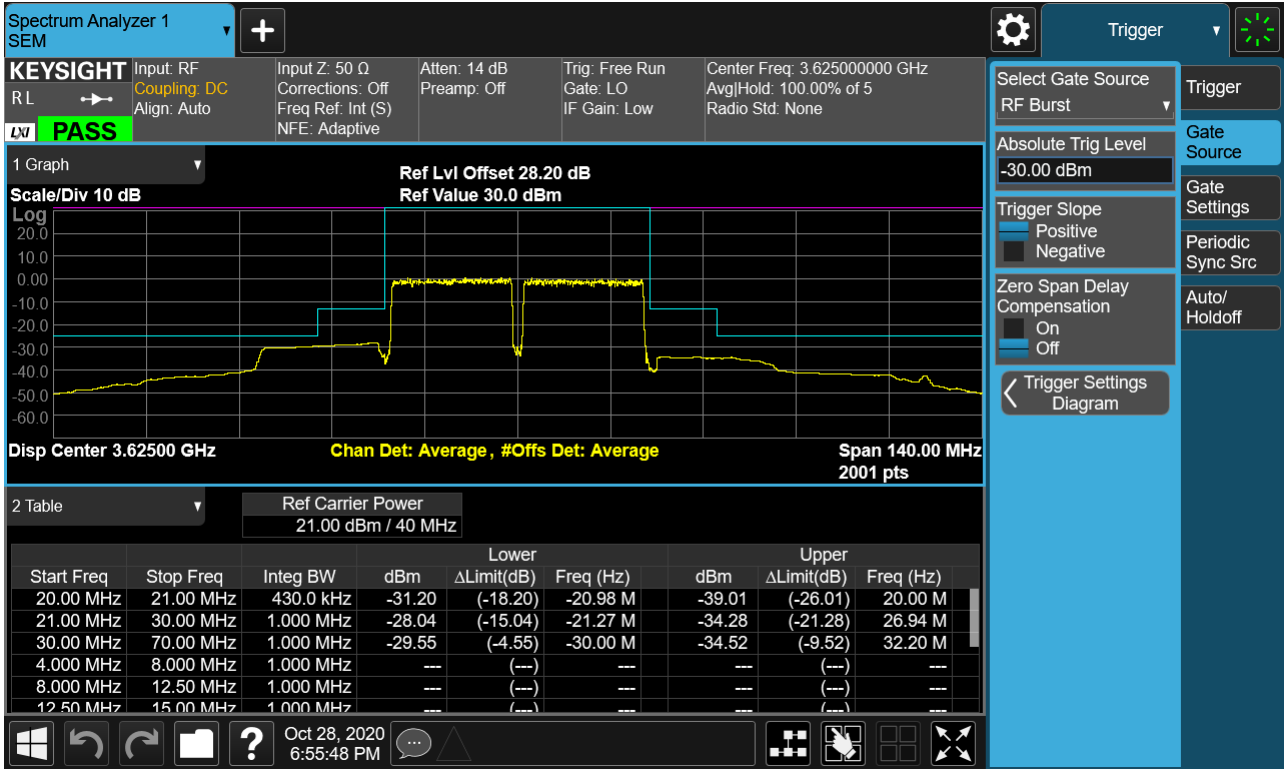 Spectrum Analyzer 1
SEM
Trigger
KEYSIGHT
R L
LXI
PASS
Input: RF
Coupling: DC
Align: Auto
Input Z: 50 Ω
Corrections: Off
Freq Ref: Int (S)
NFE: Adaptive
Atten: 14 dB
Preamp: Off
Trig: Free Run
Gate: LO
IF Gain: Low
Center Freq: 3.625000000 GHz
Avg|Hold: 100.00% of 5
Radio Std: None
1 Graph
Scale/Div 10 dB
Ref Lvl Offset 28.20 dB
Ref Value 30.0 dBm
Log
20.0
10.0
0.00
-10.0
-20.0
-30.0
-40.0
-50.0
-60.0
Disp Center 3.62500 GHz
Chan Det: Average , #Offs Det: Average
Span 140.00 MHz
2001 pts
2 Table
Ref Carrier Power
21.00 dBm / 40 MHz
Lower Upper
Start Freq Stop Freq Integ BW dBm ΔLimit(dB) Freq (Hz) dBm ΔLimit(dB) Freq (Hz)
20.00 MHz 21.00 MHz 430.0 kHz -31.20 (-18.20) -20.98 M -39.01 (-26.01) 20.00 M
21.00 MHz 30.00 MHz 1.000 MHz -28.04 (-15.04) -21.27 M -34.28 (-21.28) 26.94 M
30.00 MHz 70.00 MHz 1.000 MHz -29.55 (-4.55) -30.00 M -34.52 (-9.52) 32.20 M
4.000 MHz 8.000 MHz 1.000 MHz --- (---) --- --- (---) ---
8.000 MHz 12.50 MHz 1.000 MHz --- (---) --- --- (---) ---
12.50 MHz 15.00 MHz 1.000 MHz --- (---) --- --- (---) ---
Oct 28, 2020
6:55:48 PM
Select Gate Source
RF Burst
Absolute Trig Level
-30.00 dBm
Trigger Slope
Positive
Negative
Zero Span Delay
Compensation
On
Off
Trigger Settings
Diagram
Trigger
Gate
Source
Gate
Settings
Periodic
Sync Src
Auto/
Holdoff